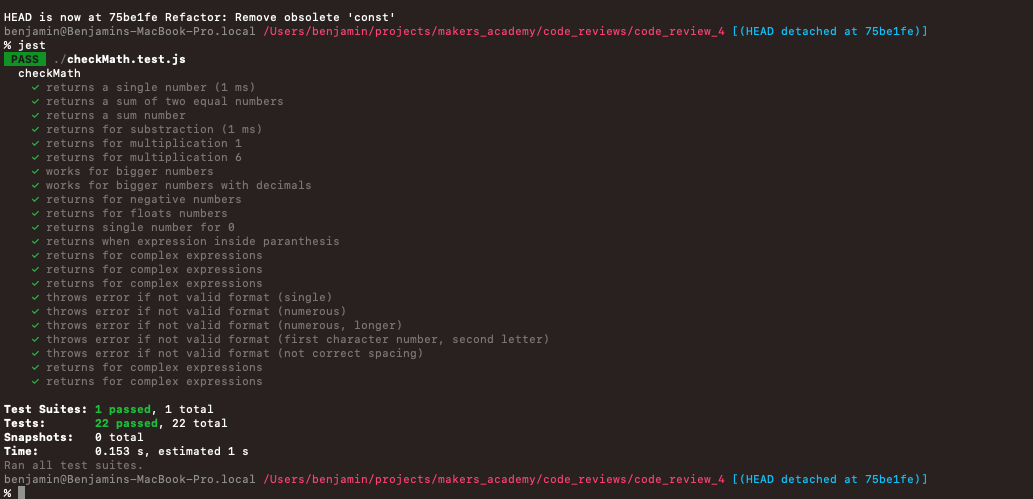 HEAD is now at 75be1fe Refactor: Remove obsolete 'const'
benjamin@Benjamins-MacBook-Pro.local /Users/benjamin/projects/makers_academy/code_reviews/code_review_4 [(HEAD detached at 75be1fe)]
% jest
PASS ./checkMath.test.js
checkMath
✓ returns a single number (1 ms)
✓ returns a sum of two equal numbers
✓ returns a sum number
✓ returns for substraction (1 ms)
✓ returns for multiplication 1
✓ returns for multiplication 6
✓ works for bigger numbers
✓ works for bigger numbers with decimals
✓ returns for negative numbers
✓ returns for floats numbers
✓ returns single number for 0
✓ returns when expression inside paranthesis
✓ returns for complex expressions
✓ returns for complex expressions
✓ returns for complex expressions
✓ throws error if not valid format (single)
✓ throws error if not valid format (numerous)
✓ throws error if not valid format (numerous, longer)
✓ throws error if not valid format (first character number, second letter)
✓ throws error if not valid format (not correct spacing)
✓ returns for complex expressions
✓ returns for complex expressions
Test Suites: 1 passed, 1 total
Tests: 22 passed, 22 total
Snapshots: 0 total
Time: 0.153 s, estimated 1 s
Ran all test suites.
benjamin@Benjamins-MacBook-Pro.local /Users/benjamin/projects/makers_academy/code_reviews/code_review_4 [(HEAD detached at 75be1fe)]
%